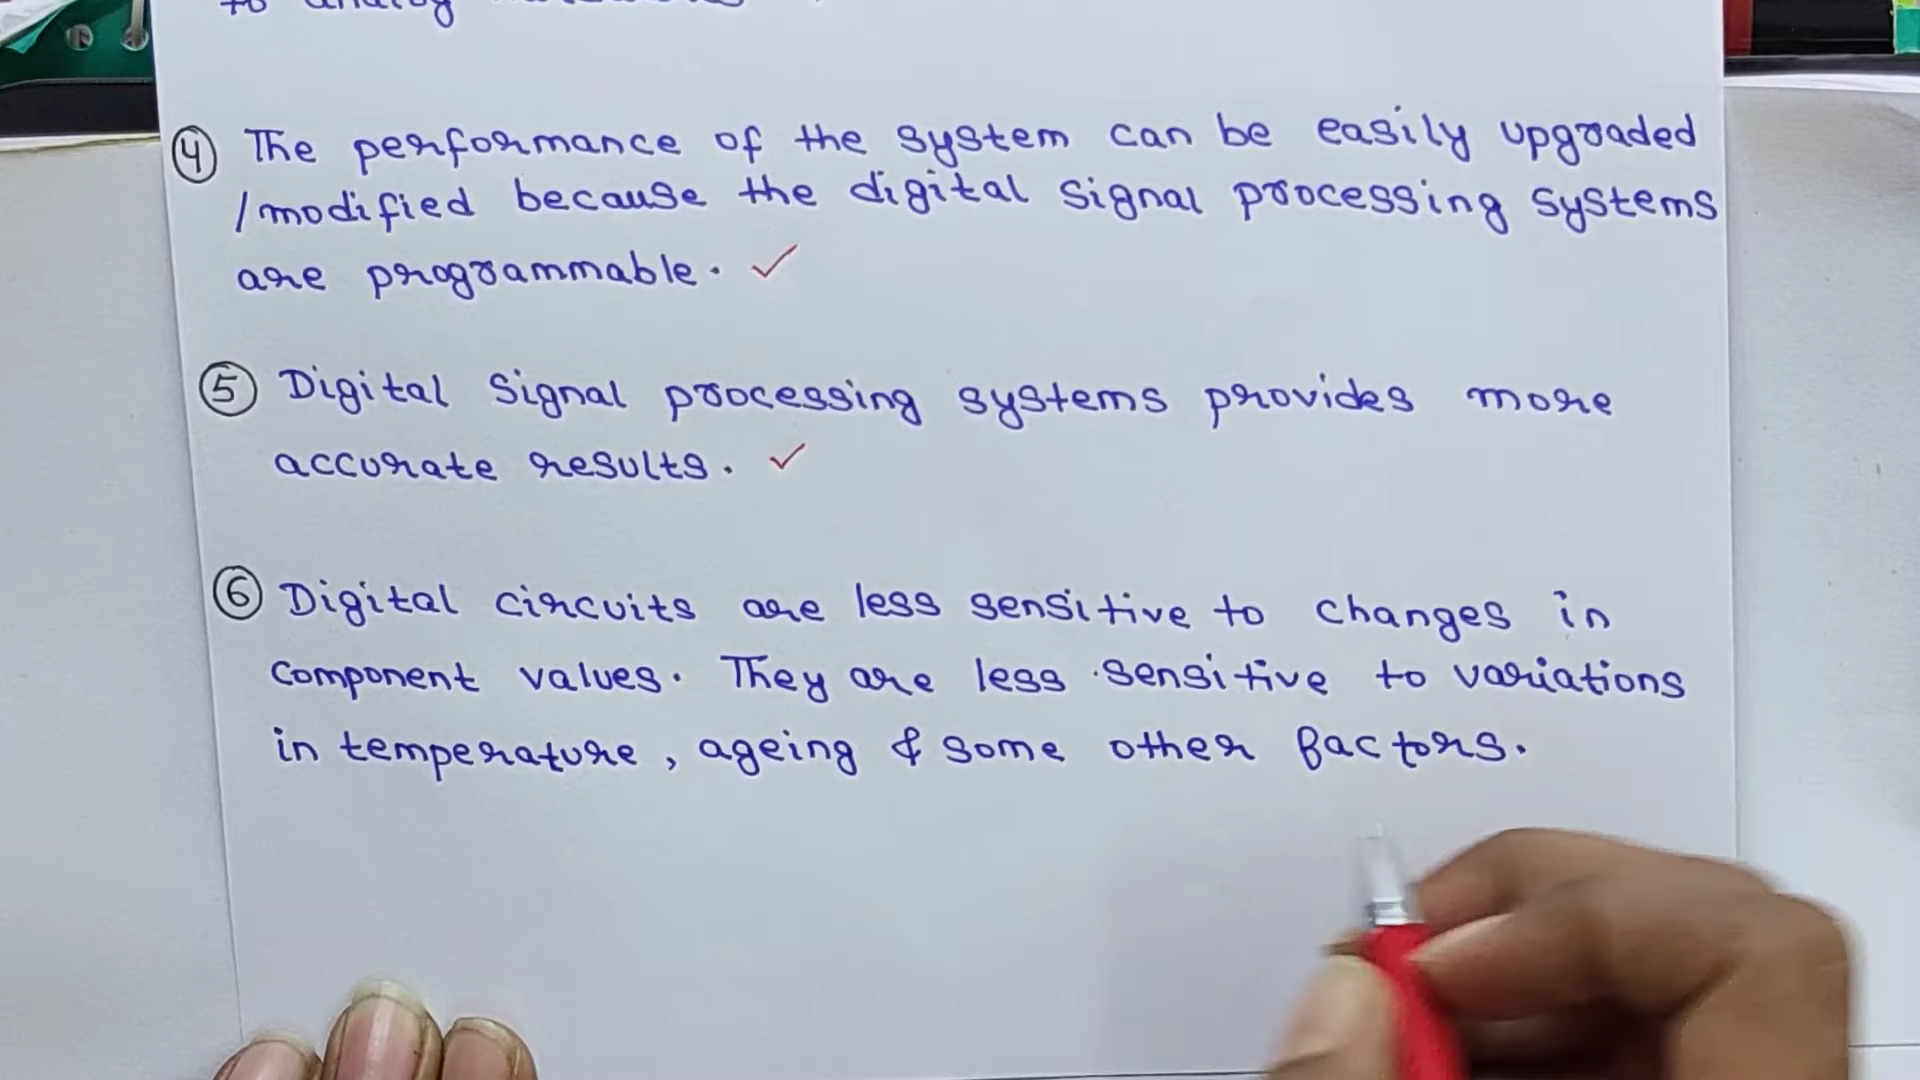 to analog
④ The performance of the system can be easily upgraded
/modified because the digital signal processing systems
are programmable.
⑤ Digital Signal processing systems provides more
accurate results.
⑥ Digital circuits are less sensitive to changes in
component values. They are less sensitive to variations
in temperature, ageing & some other factors.